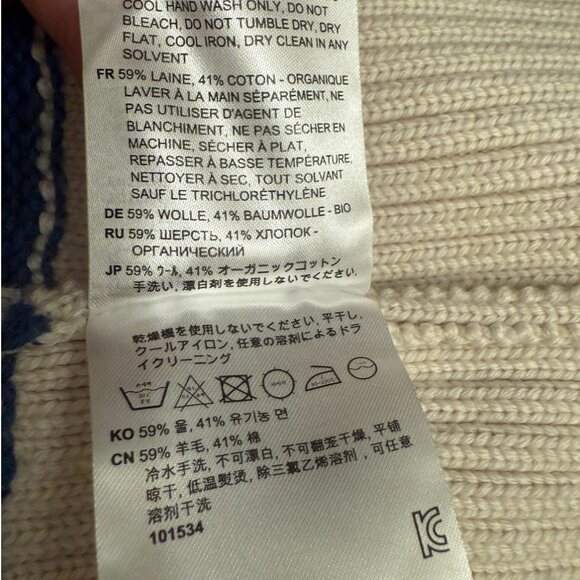 COOL HAND WASH ONLY, DO NOT
BLEACH, DO NOT TUMBLE DRY, DRY
FLAT, COOL IRON, DRY CLEAN IN ANY
SOLVENT
FR 59% LAINE, 41% COTON - ORGANIQUE
LAVER À LA MAIN SÉPARÉMENT, NE
PAS UTILISER D'AGENT DE
BLANCHIMENT, NE PAS SÉCHER EN
MACHINE, SÉCHER À PLAT,
REPASSER À BASSE TEMPÉRATURE,
NETTOYER À SEC, TOUT SOLVANT
SAUF LE TRICHLORÉTHYLÈNE
DE 59% WOLLE, 41% BAUMWOLLE - BIO
RU 59% ШЕРСТЬ, 41% ХЛОПОК -
ОРГАНИЧЕСКИЙ
JP 59% ウール, 41% オーガニックコットン
手洗い, 漂白剤を使用しないでください.
乾燥機を使用しないでください, 平干し,
クールアイロン, 任意の溶剤によるドラ
イクリーニング
KO 59% 울, 41% 유기농 면
CN 59% 羊毛, 41% 棉
冷水手洗, 不可漂白, 不可翻笼干燥, 平铺
晾干, 低温熨烫, 除三氯乙烯溶剂, 可任意
溶剂干洗
101534